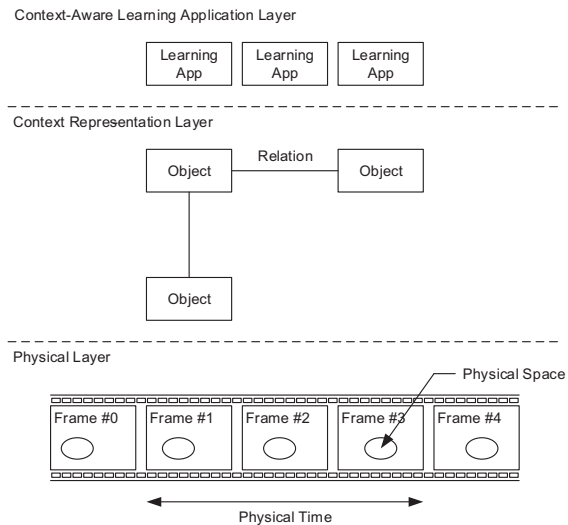 Context-Aware Learning Application Layer
Learning
App
Learning
App
Learning
App
Context Representation Layer
Object
Relation
Object
Object
Physical Layer
Physical Space
Frame #0
Frame #1
Frame #2
Frame #3
Frame #4
Physical Time